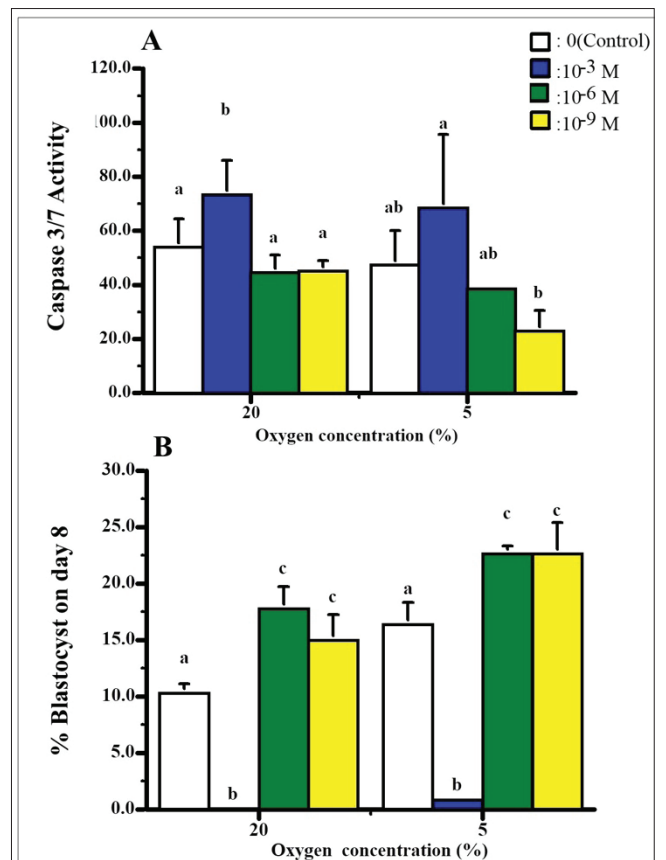 A
: 0(Control)
:10-3 M
:10-6 M
:10-9 M
120.0
100.0
80.0
60.0
40.0
20.0
0.0
Caspase 3/7 Activity
a
b
a
a
ab
a
ab
b
20
5
Oxygen concentration (%)
B
30.0
25.0
20.0
15.0
10.0
5.0
0.0
% Blastocyst on day 8
a
b
c
c
a
b
c
c
20
5
Oxygen concentration (%)